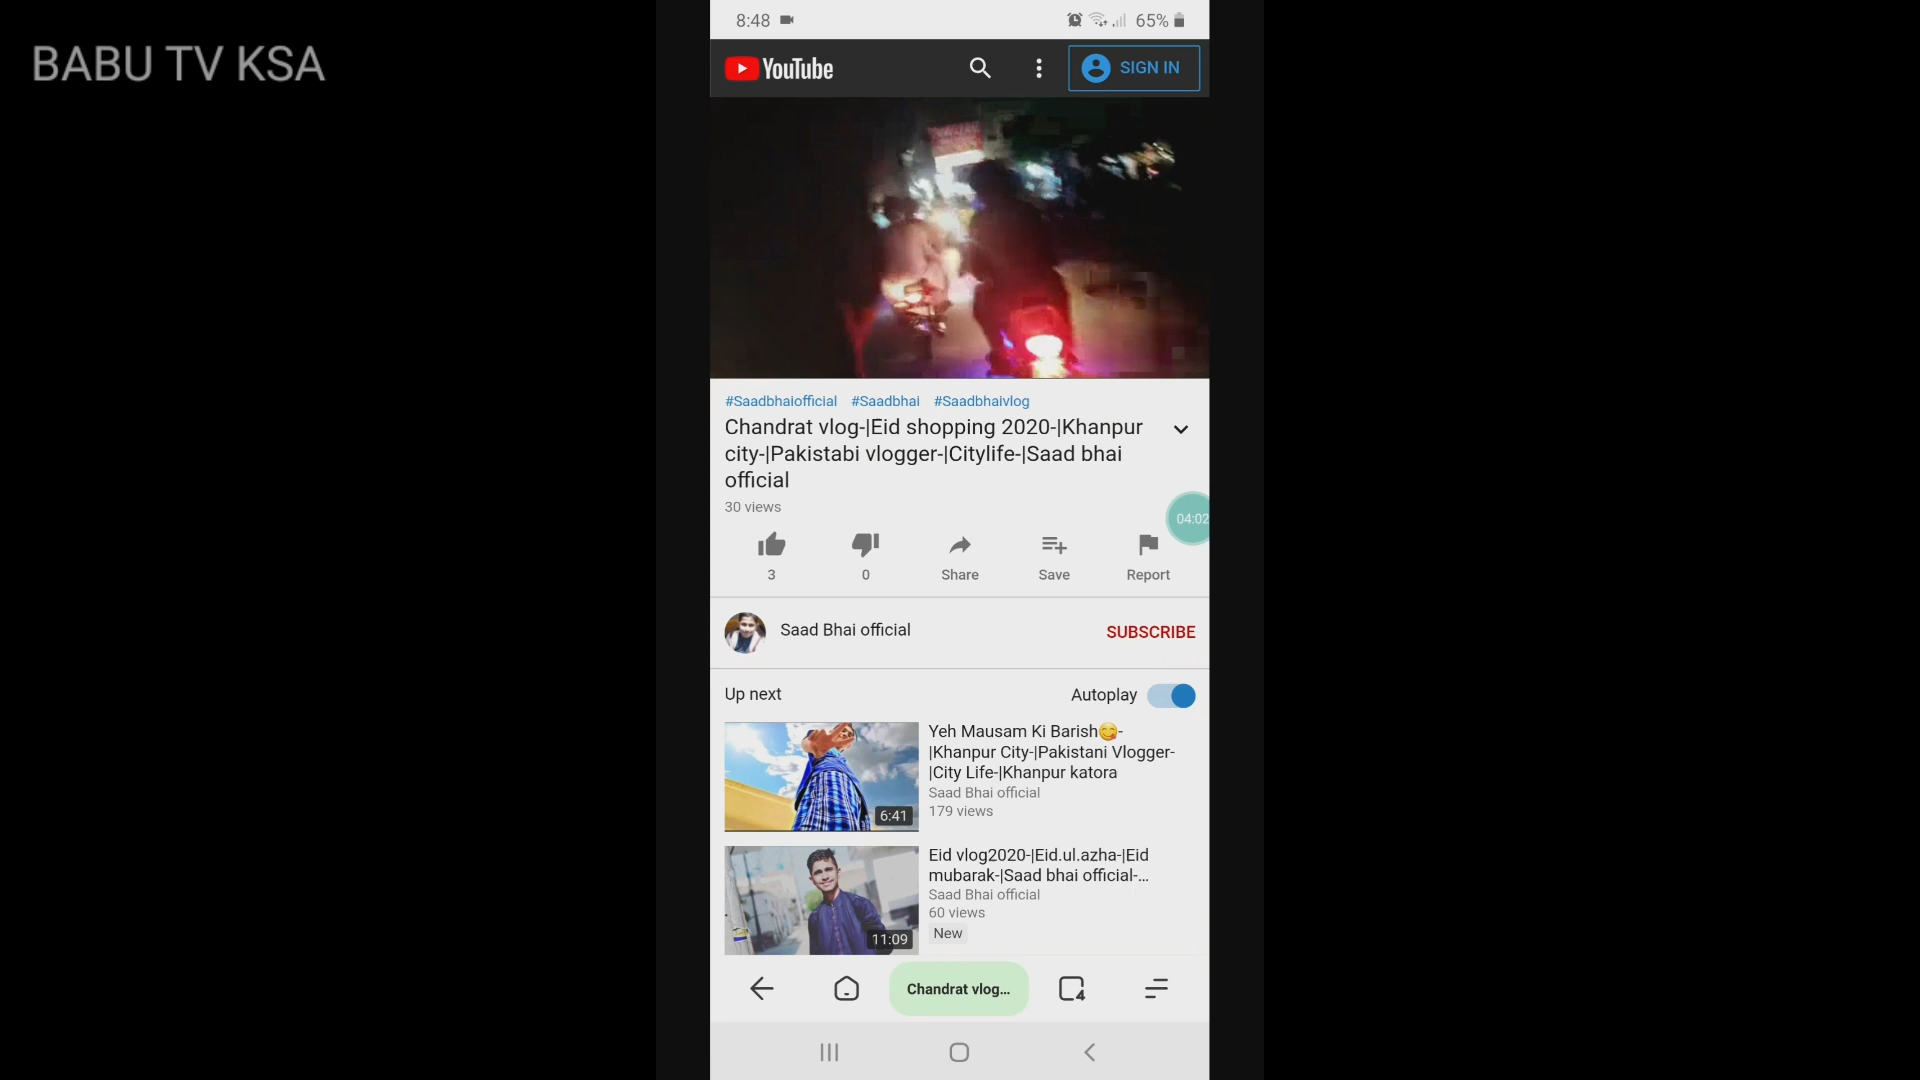 BABU TV KSA
8:48
65%
YouTube
SIGN IN
#Saadbhaiofficial #Saadbhai #Saadbhaivlog
Chandrat vlog-|Eid shopping 2020-|Khanpur
city-|Pakistabi vlogger-|Citylife-|Saad bhai
official
30 views
04:02
3
0
Share
Save
Report
Saad Bhai official
SUBSCRIBE
Up next
Autoplay
Yeh Mausam Ki Barish😋-
|Khanpur City-|Pakistani Vlogger-
|City Life-|Khanpur katora
Saad Bhai official
179 views
6:41
Eid vlog2020-|Eid.ul.azha-|Eid
mubarak-|Saad bhai official-...
Saad Bhai official
60 views
New
11:09
Chandrat vlog...
4